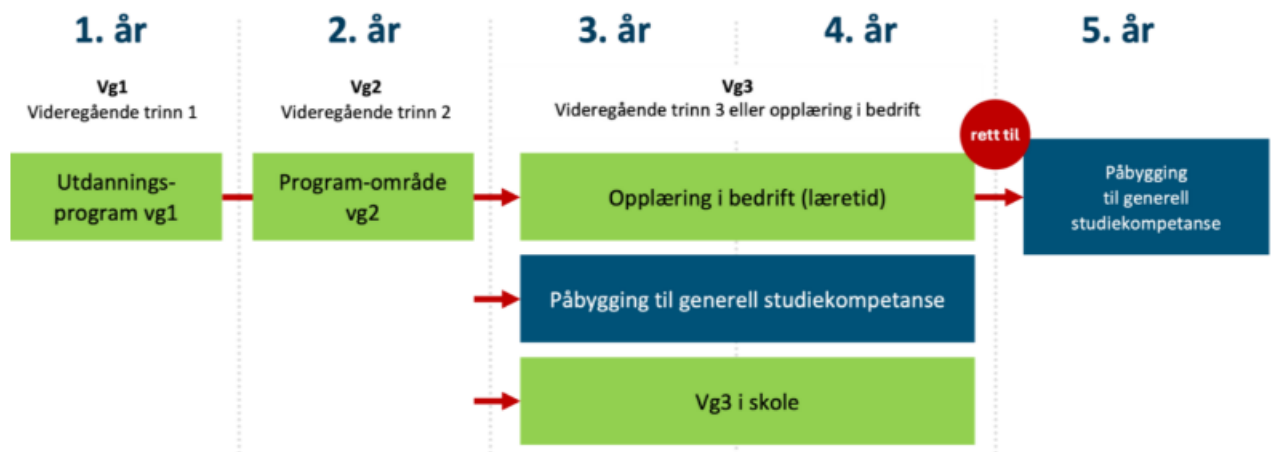 1. år
2. år
3. år
4. år
5. år
Vg1
Videregående trinn 1
Vg2
Videregående trinn 2
Vg3
Videregående trinn 3 eller opplæring i bedrift
rett til
Utdannings-
program vg1
Program-område
vg2
Opplæring i bedrift (læretid)
Påbygging
til generell
studiekompetanse
Påbygging til generell studiekompetanse
Vg3 i skole